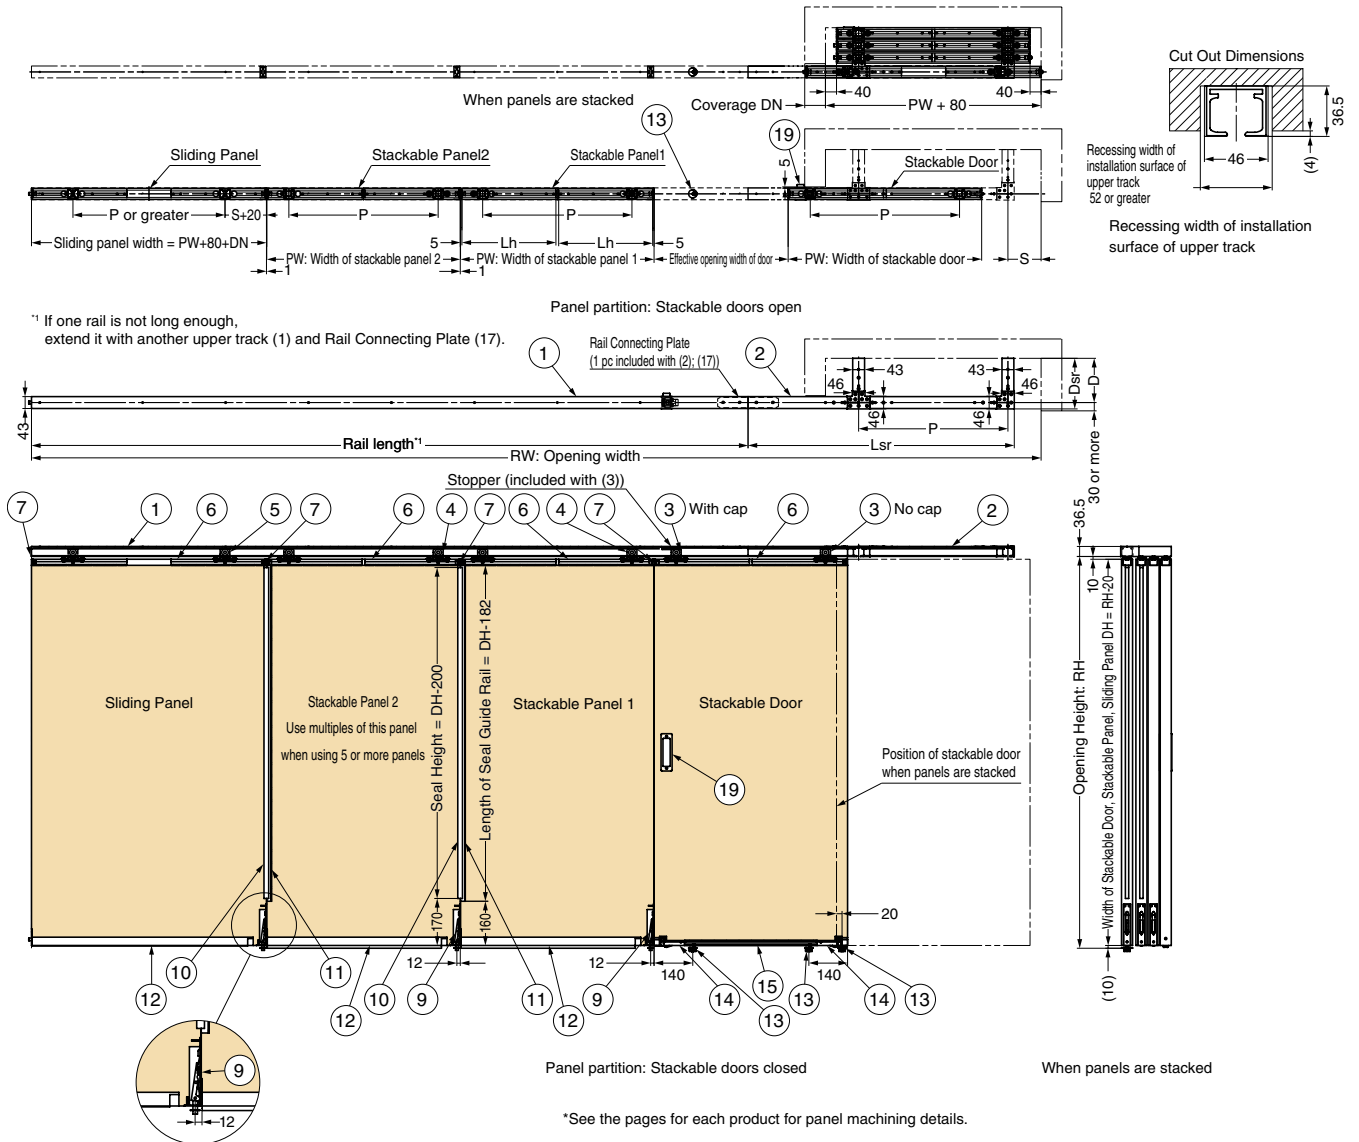 When panels are stacked
Coverage DN
40
PW + 80
40
Cut Out Dimensions
36.5
(4)
46
Recessing width of
installation surface of
upper track
52 or greater
Recessing width of installation
surface of upper track
13
19
Sliding Panel
Stackable Panel2
Stackable Panel1
5
Stackable Door
P or greater
S+20
P
P
P
Sliding panel width = PW+80+DN
5
Lh
Lh
5
PW: Width of stackable panel 2
PW: Width of stackable panel 1
Effective opening width of door
PW: Width of stackable door
S
1
1
Panel partition: Stackable doors open
*1 If one rail is not long enough,
extend it with another upper track (1) and Rail Connecting Plate (17).
1
Rail Connecting Plate
(1 pc included with (2); (17))
2
43
43
46
46
Dsr
D
43
46
46
P
30 or more
Rail length*1
Lsr
RW: Opening width
Stopper (included with (3))
7
1
6
5
7
6
4
7
6
4
7
3
With cap
6
3
No cap
2
36.5
10
Sliding Panel
Stackable Panel 2
Use multiples of this panel
when using 5 or more panels
Seal Height = DH-200
Length of Seal Guide Rail = DH-182
Stackable Panel 1
Stackable Door
19
Position of stackable door
when panels are stacked
Opening Height: RH
Width of Stackable Door, Stackable Panel, Sliding Panel DH = RH-20
(10)
170
160
20
12
12
140
140
12
10
11
12
10
9
11
12
9
14
13
15
13
14
13
9
12
Panel partition: Stackable doors closed
When panels are stacked
*See the pages for each product for panel machining details.